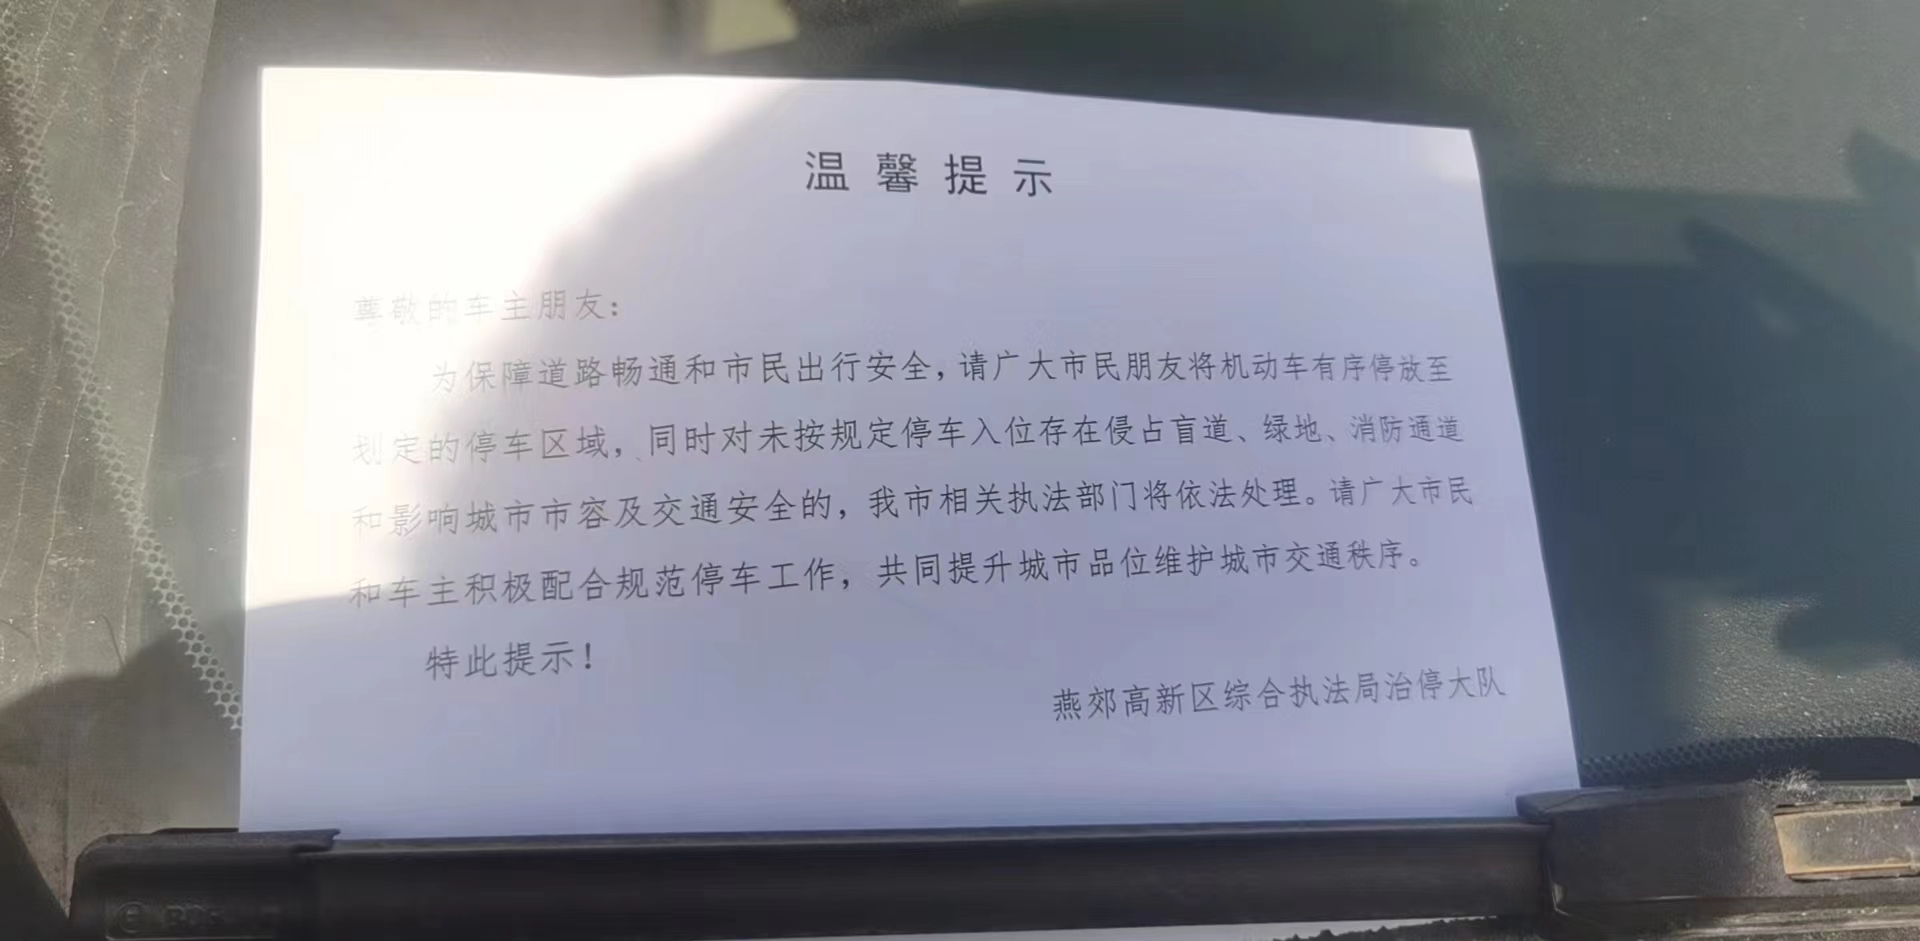 温馨提示
尊敬的车主朋友：
为保障道路畅通和市民出行安全，请广大市民朋友将机动车有序停放至
划定的停车区域，同时对未按规定停车入位存在侵占盲道、绿地、消防通道
和影响城市市容及交通安全的，我市相关执法部门将依法处理。请广大市民
和车主积极配合规范停车工作，共同提升城市品位维护城市交通秩序。
特此提示！
燕郊高新区综合执法局治停大队